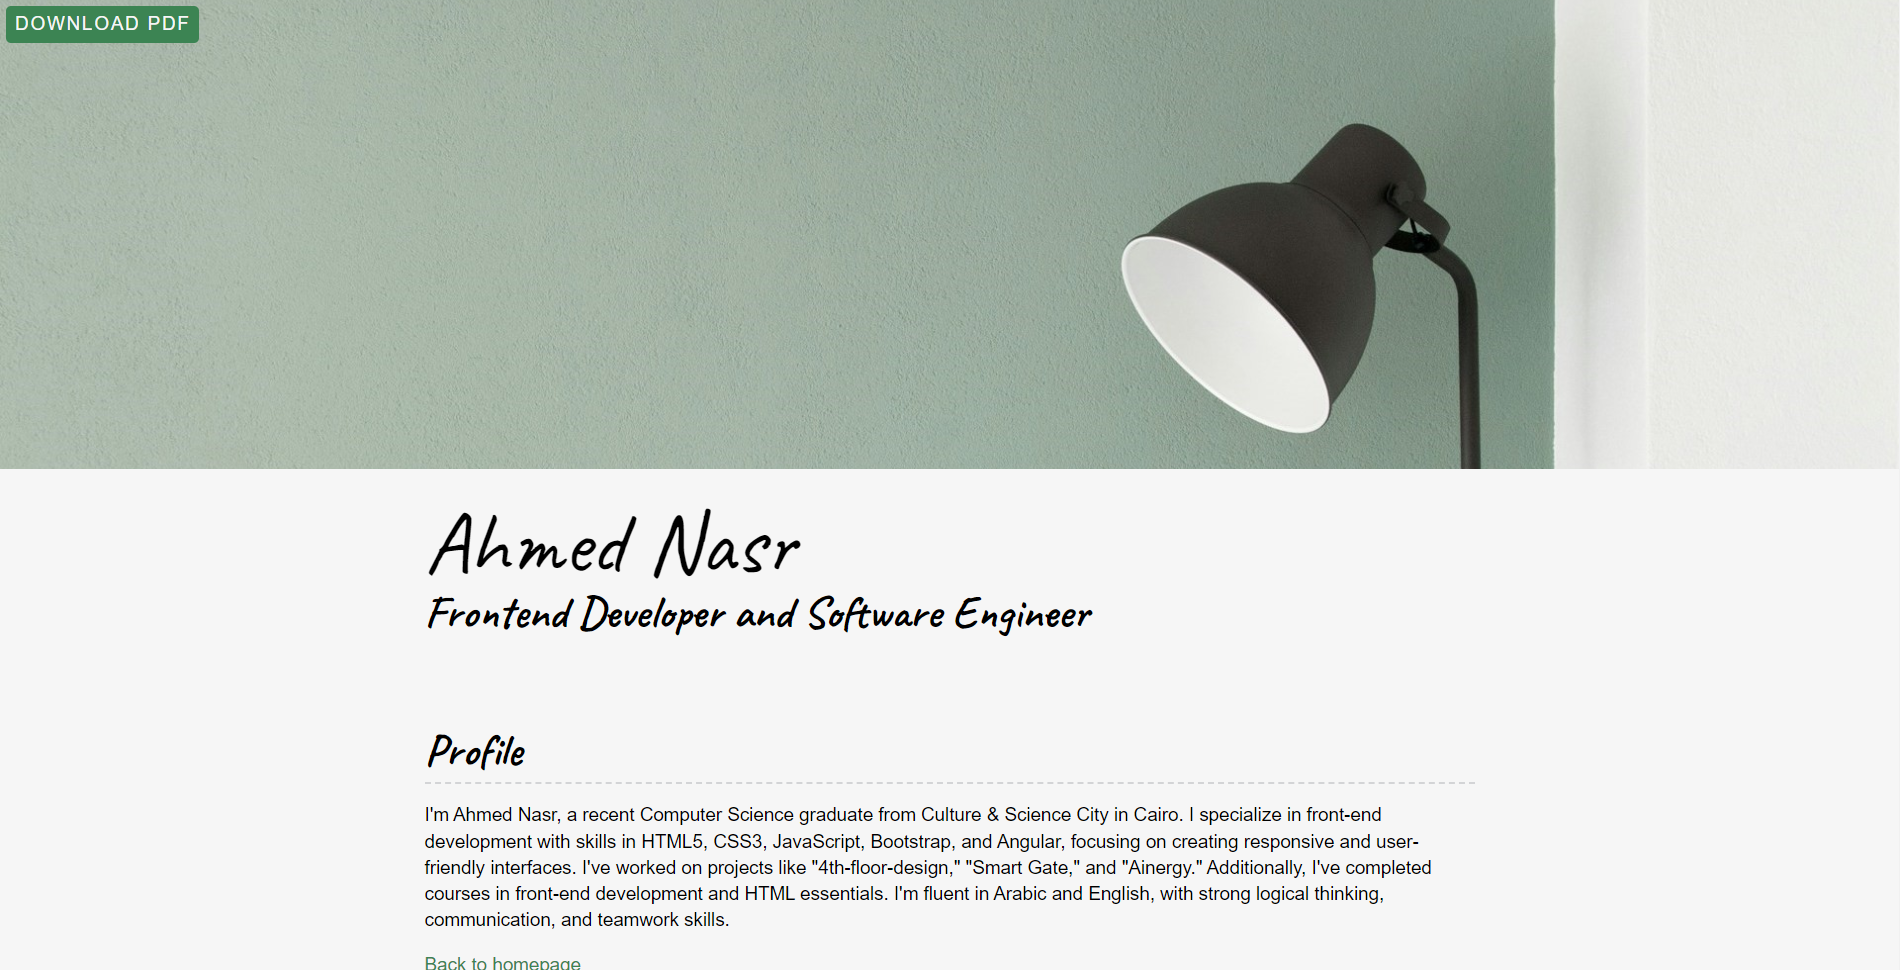 DOWNLOAD PDF
Ahmed Nasr
Frontend Developer and Software Engineer
Profile
I'm Ahmed Nasr, a recent Computer Science graduate from Culture & Science City in Cairo. I specialize in front-end
development with skills in HTML5, CSS3, JavaScript, Bootstrap, and Angular, focusing on creating responsive and user-
friendly interfaces. I've worked on projects like "4th-floor-design," "Smart Gate," and "Ainergy." Additionally, I've completed
courses in front-end development and HTML essentials. I'm fluent in Arabic and English, with strong logical thinking,
communication, and teamwork skills.
Back to homepage